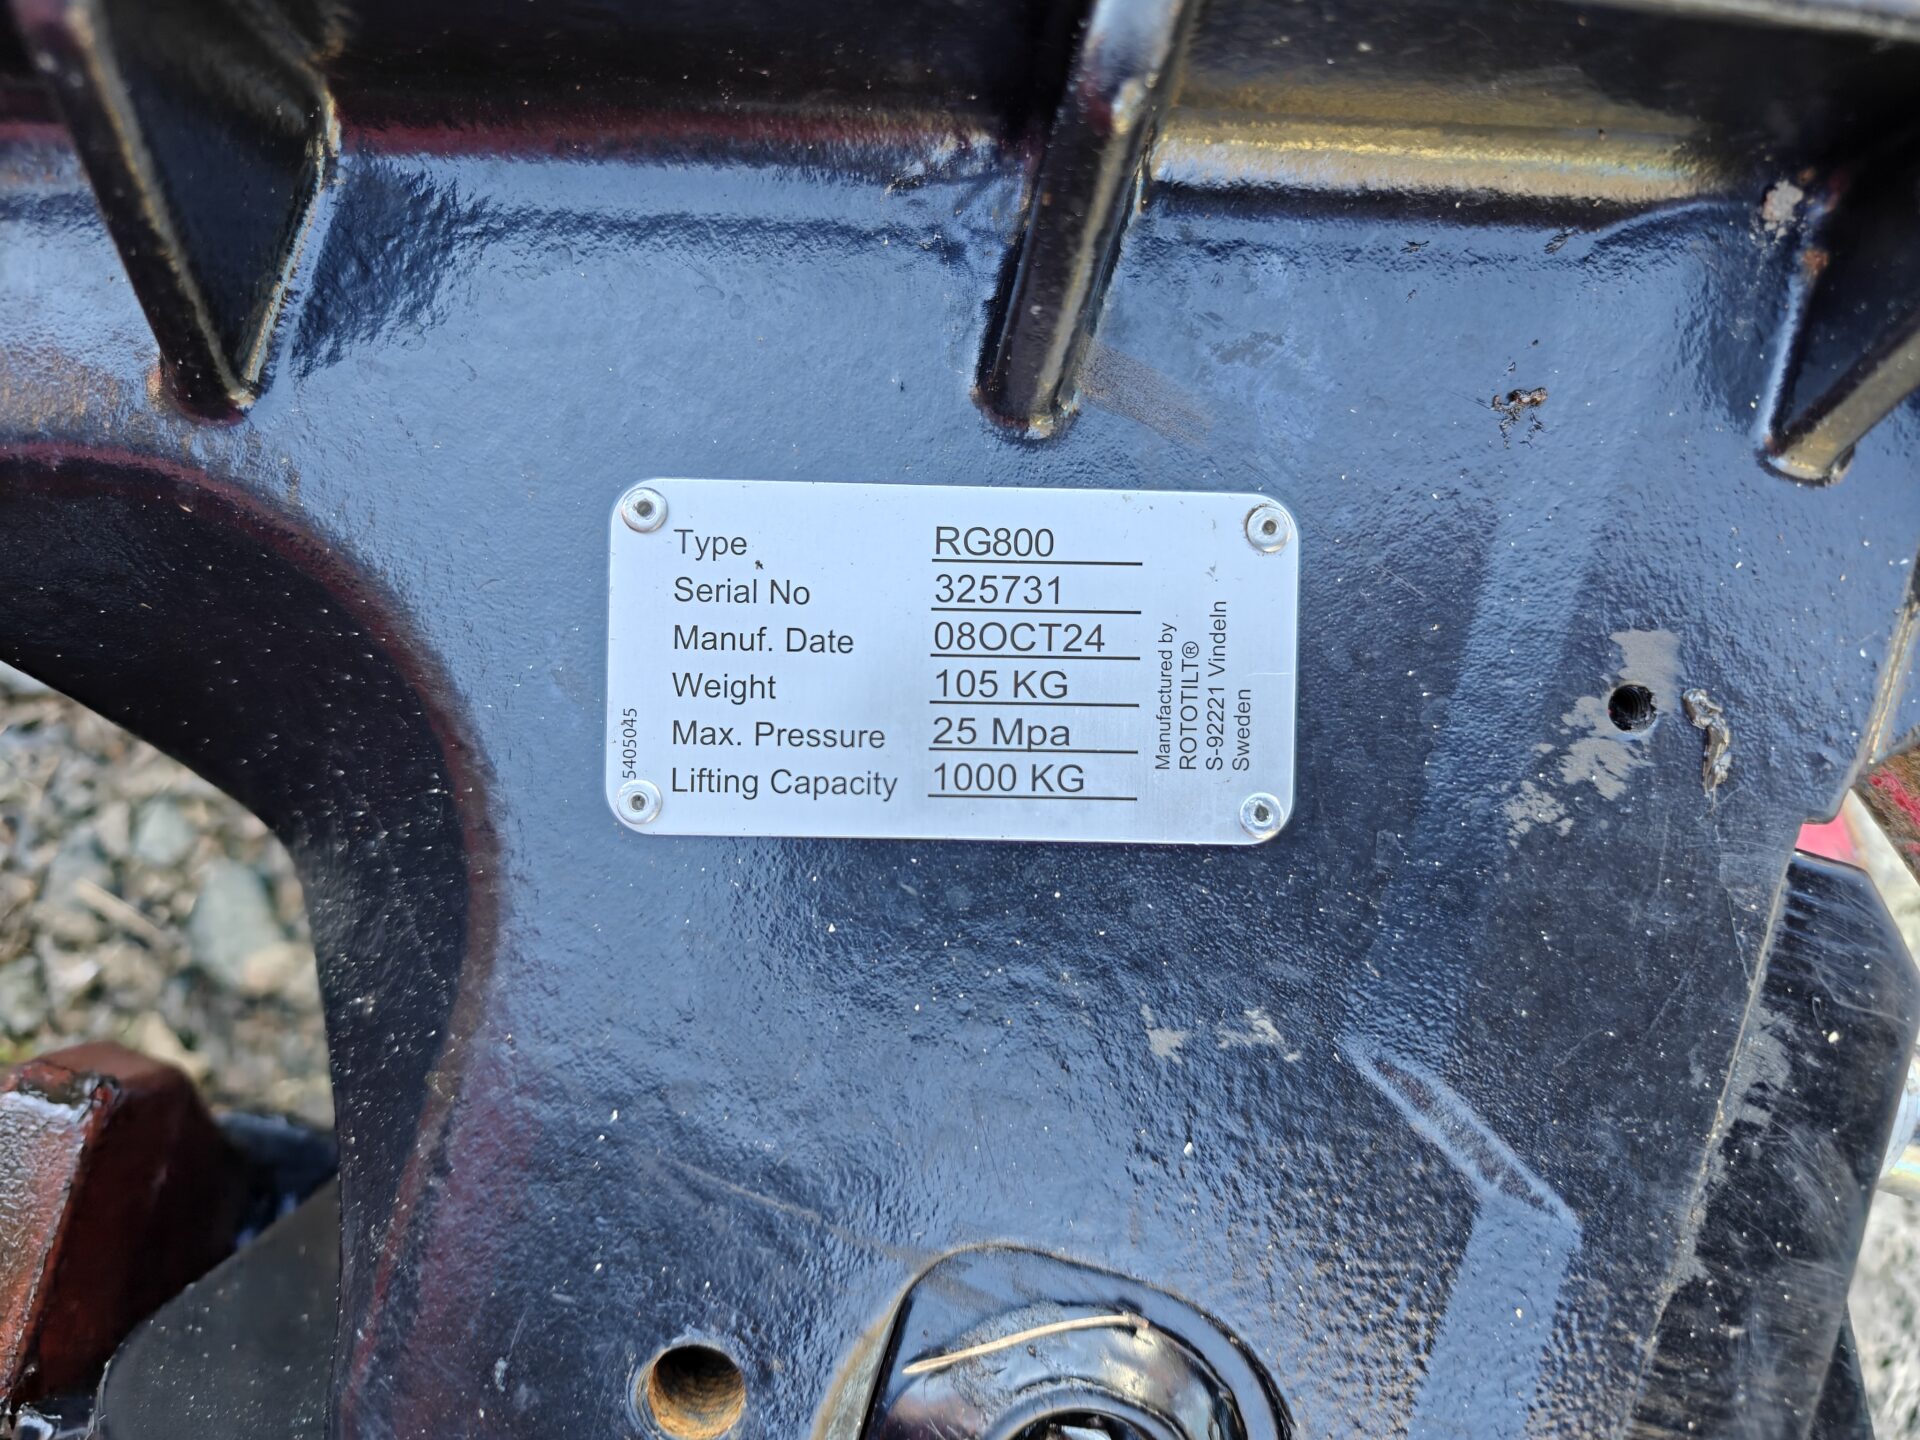 Type RG800
Serial No 325731
Manuf. Date 08OCT24
Weight 105 KG
Max. Pressure 25 Mpa
Lifting Capacity 1000 KG
5405045
Manufactured by
ROTOTILT®
S-92221 Vindeln
Sweden